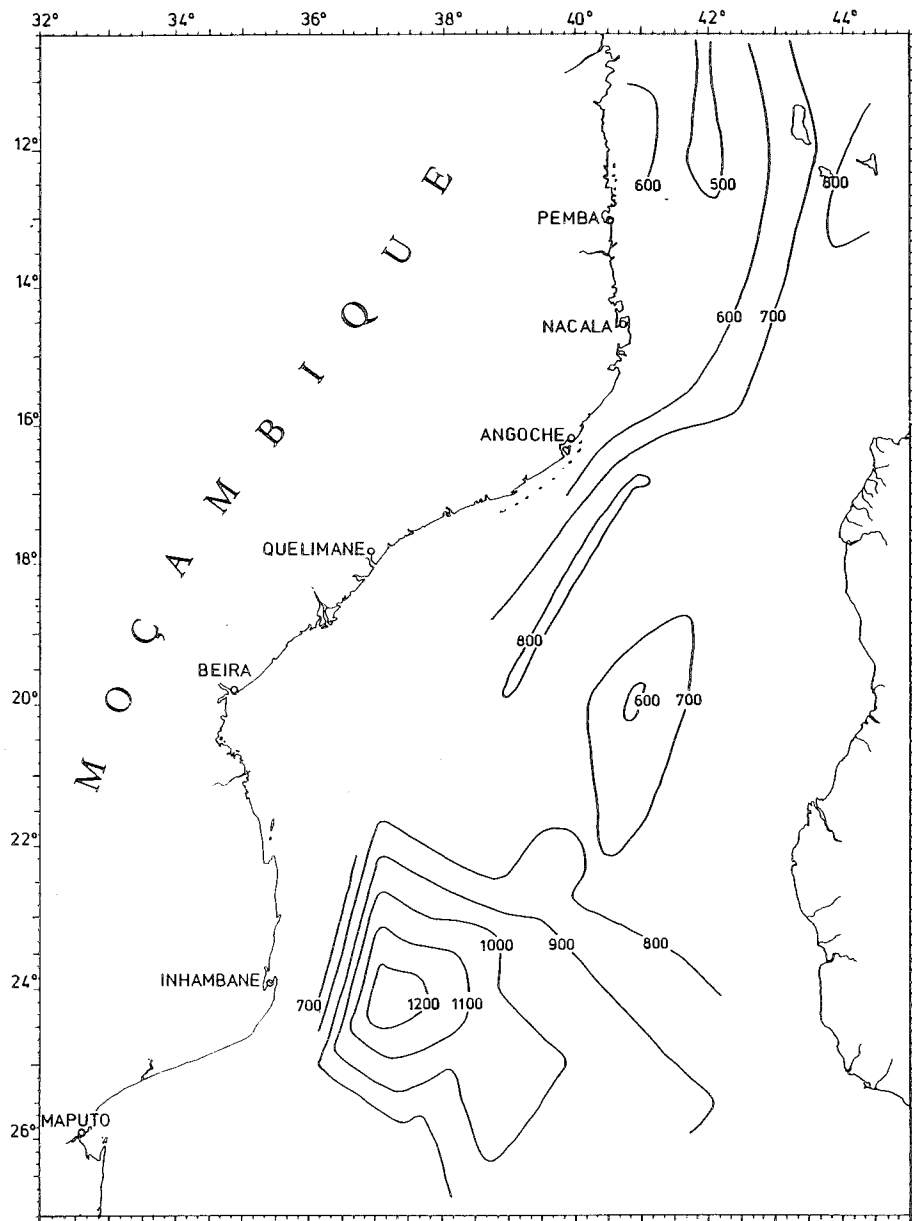 32° 34° 36° 38° 40° 42° 44°
12°
600 500 800
PEMBA
14°
NACALA 600 700
16°
ANGOCHE
QUELIMANE
18°
800
BEIRA
20°
600 700
MOÇAMBIQUE
22°
1000 900 800
24°
INHAMBANE 700 1200 1100
MAPUTO
26°